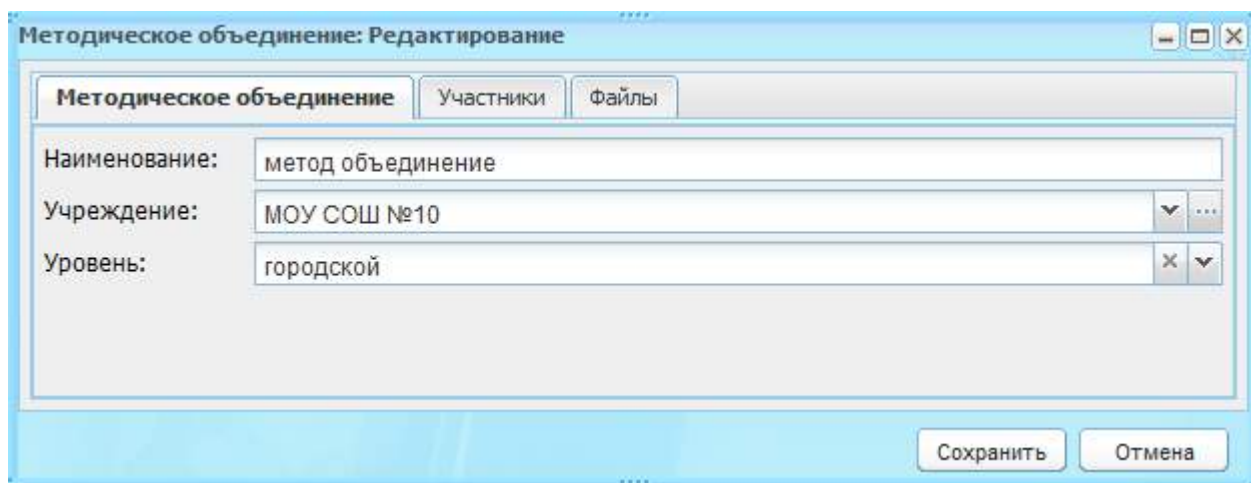 Методическое объединение: Редактирование
Методическое объединение Участники Файлы
Наименование: метод объединение
Учреждение: МОУ СОШ №10
Уровень: городской
Сохранить Отмена